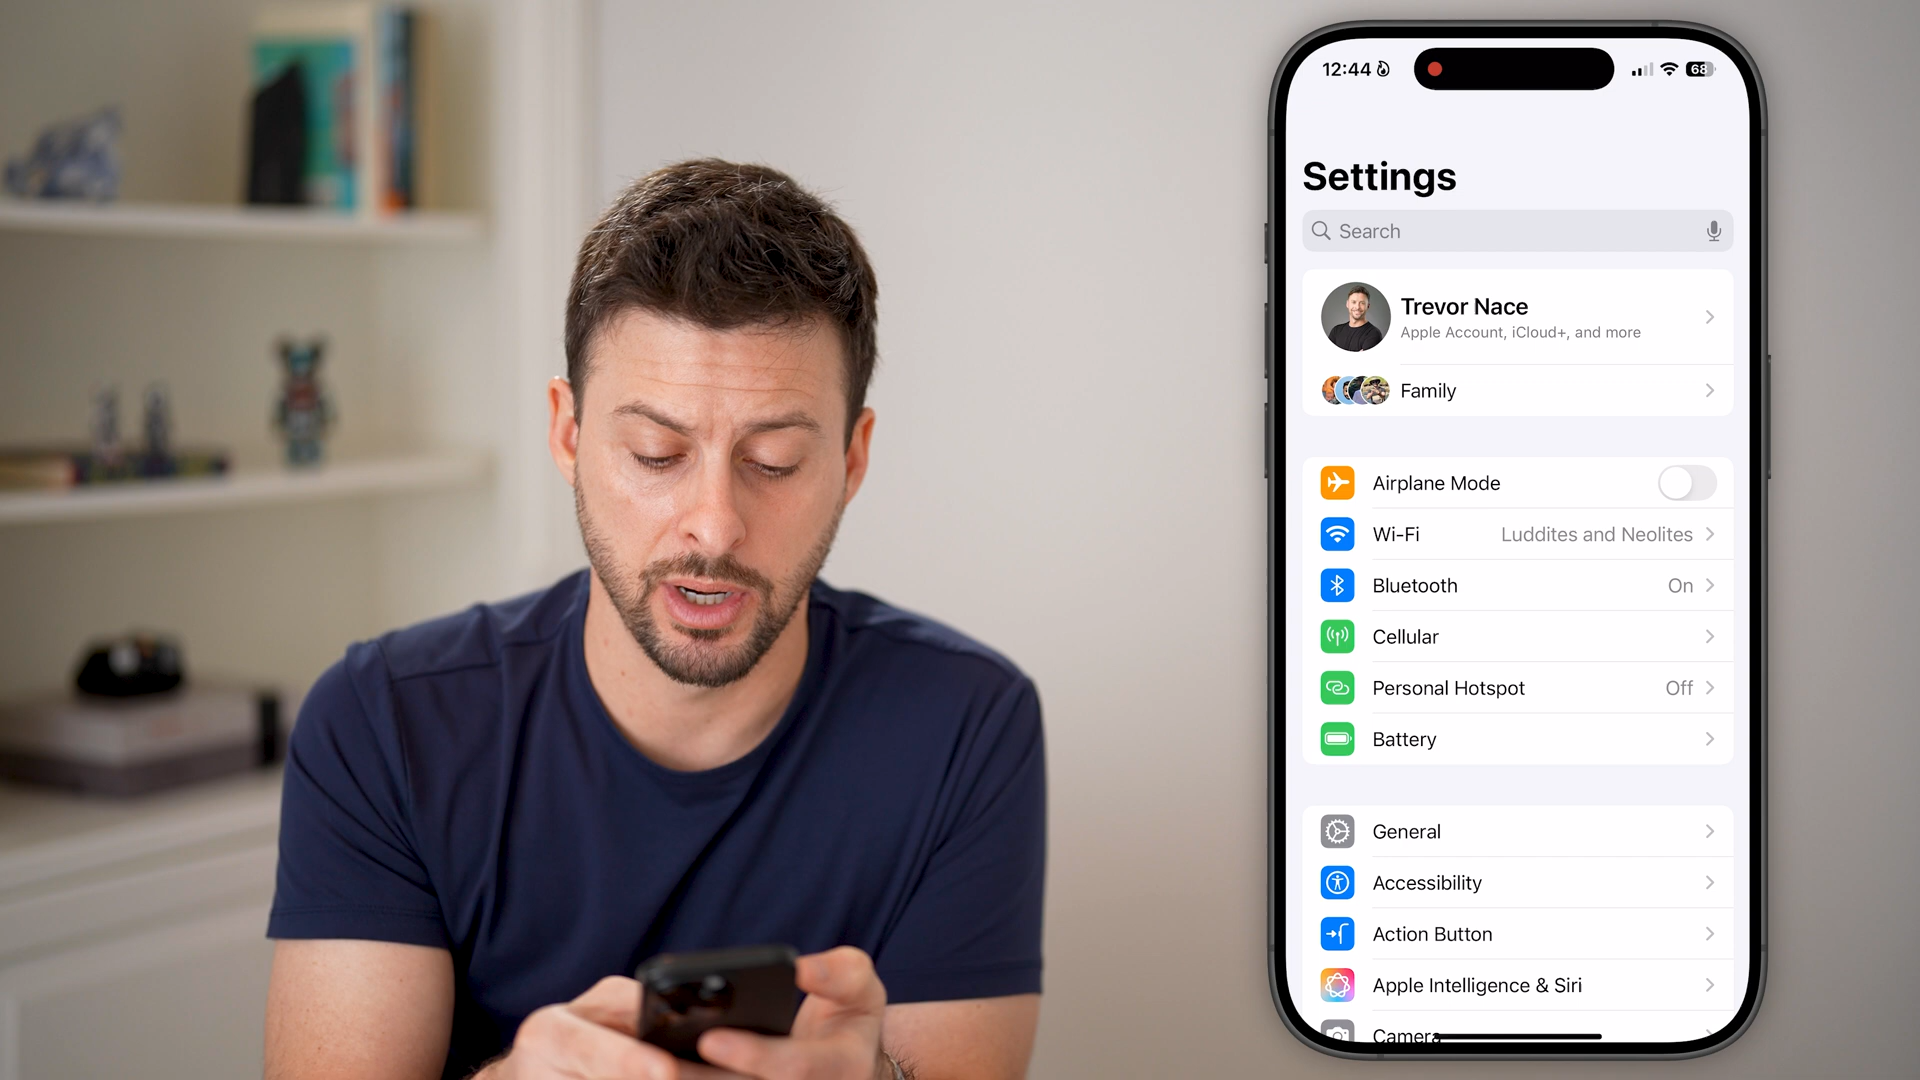 12:44
68
Settings
Search
Trevor Nace
Apple Account, iCloud+, and more
Family
Airplane Mode
Wi-Fi Luddites and Neolites
Bluetooth On
Cellular
Personal Hotspot Off
Battery
General
Accessibility
Action Button
Apple Intelligence & Siri
Camera